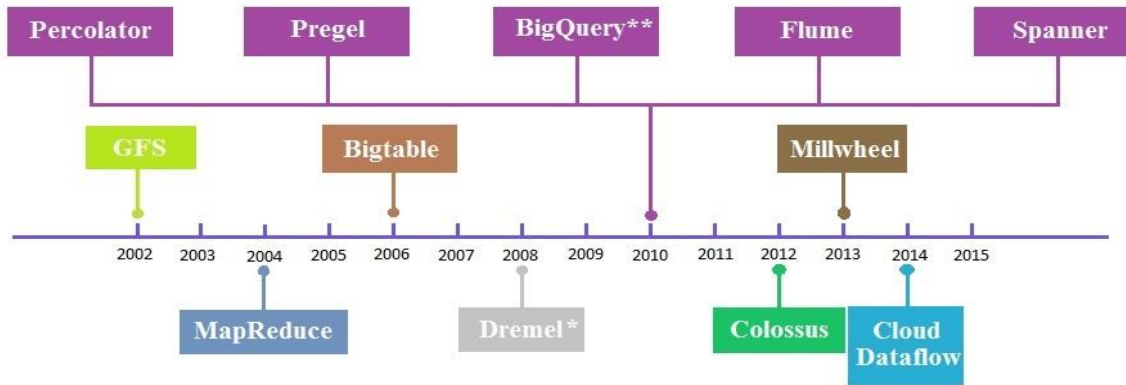 Percolator
Pregel
BigQuery**
Flume
Spanner
GFS
Bigtable
Millwheel
2002
2003
2004
2005
2006
2007
2008
2009
2010
2011
2012
2013
2014
2015
MapReduce
Dremel*
Colossus
Cloud
Dataflow